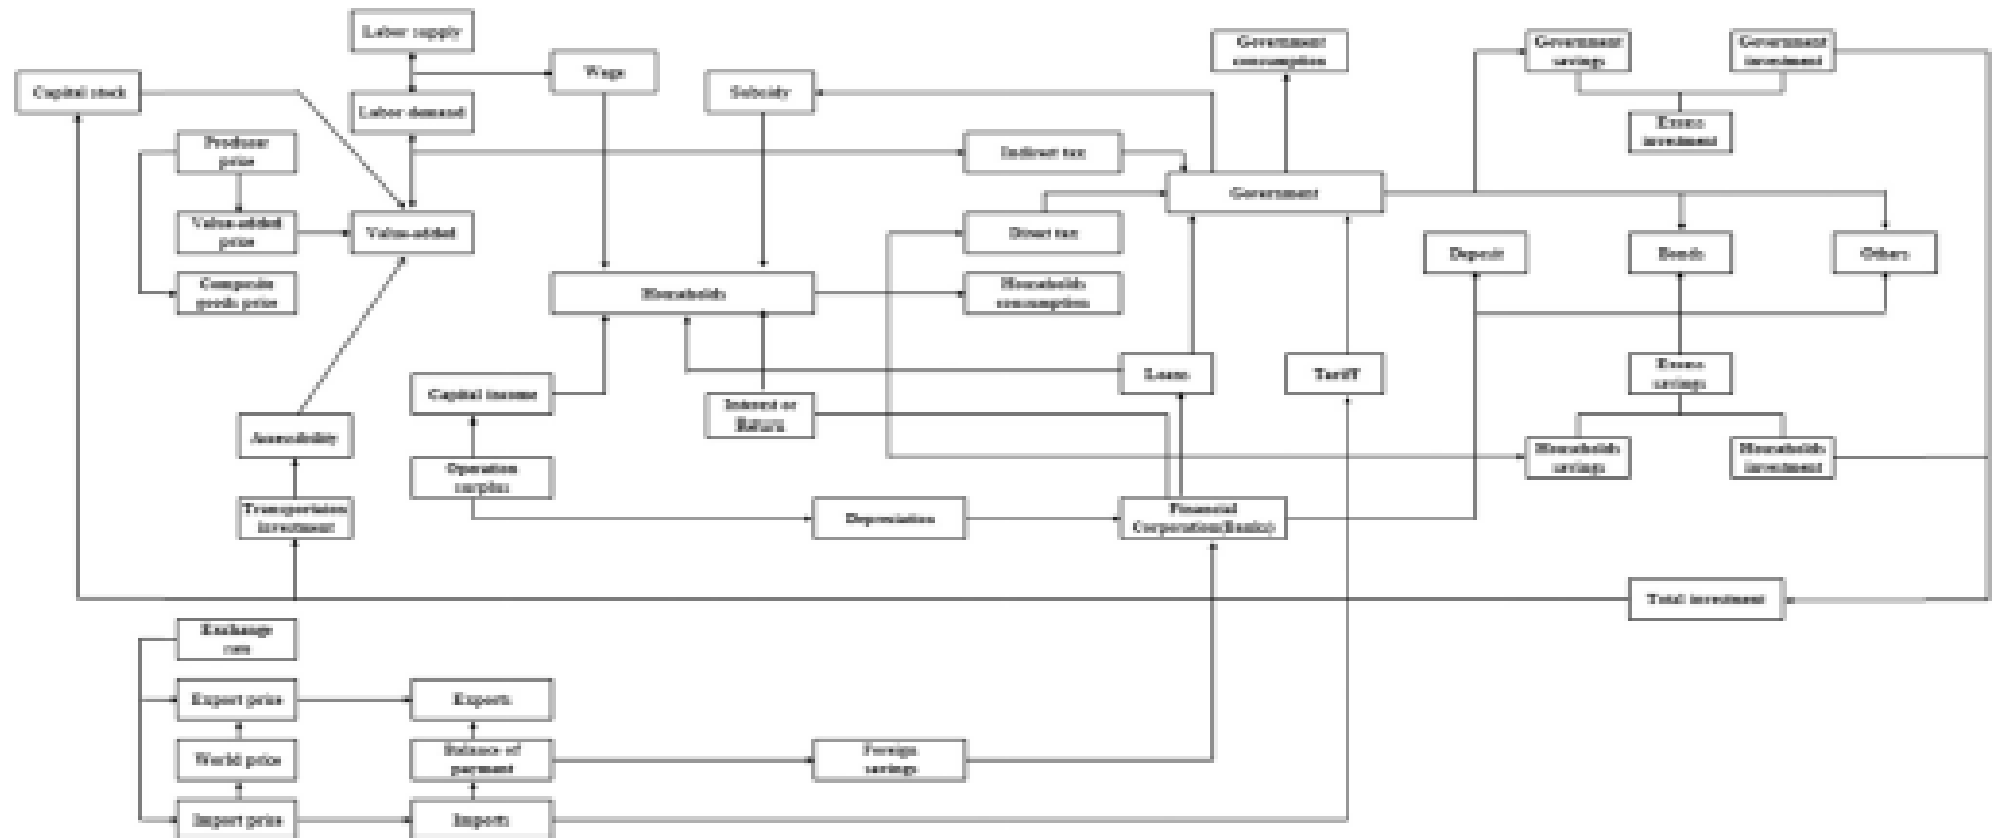 Labor supply
Government
consumption
Government
savings
Government
investment
Wage
Capital stock
Subsidy
Labor demand
Excess
investment
Producer
price
Indirect tax
Government
Value-added
price
Value-added
Direct tax
Deposit
Bonds
Others
Composite
goods price
Households
Households
consumption
Loans
Tariff
Excess
savings
Capital income
Interest or
Return
Accessibility
Households
savings
Households
investment
Operation
surplus
Transportation
investment
Depreciation
Financial
Corporation(Banks)
Total investment
Exchange
rate
Export price
Exports
World price
Balance of
payment
Foreign
savings
Import price
Imports